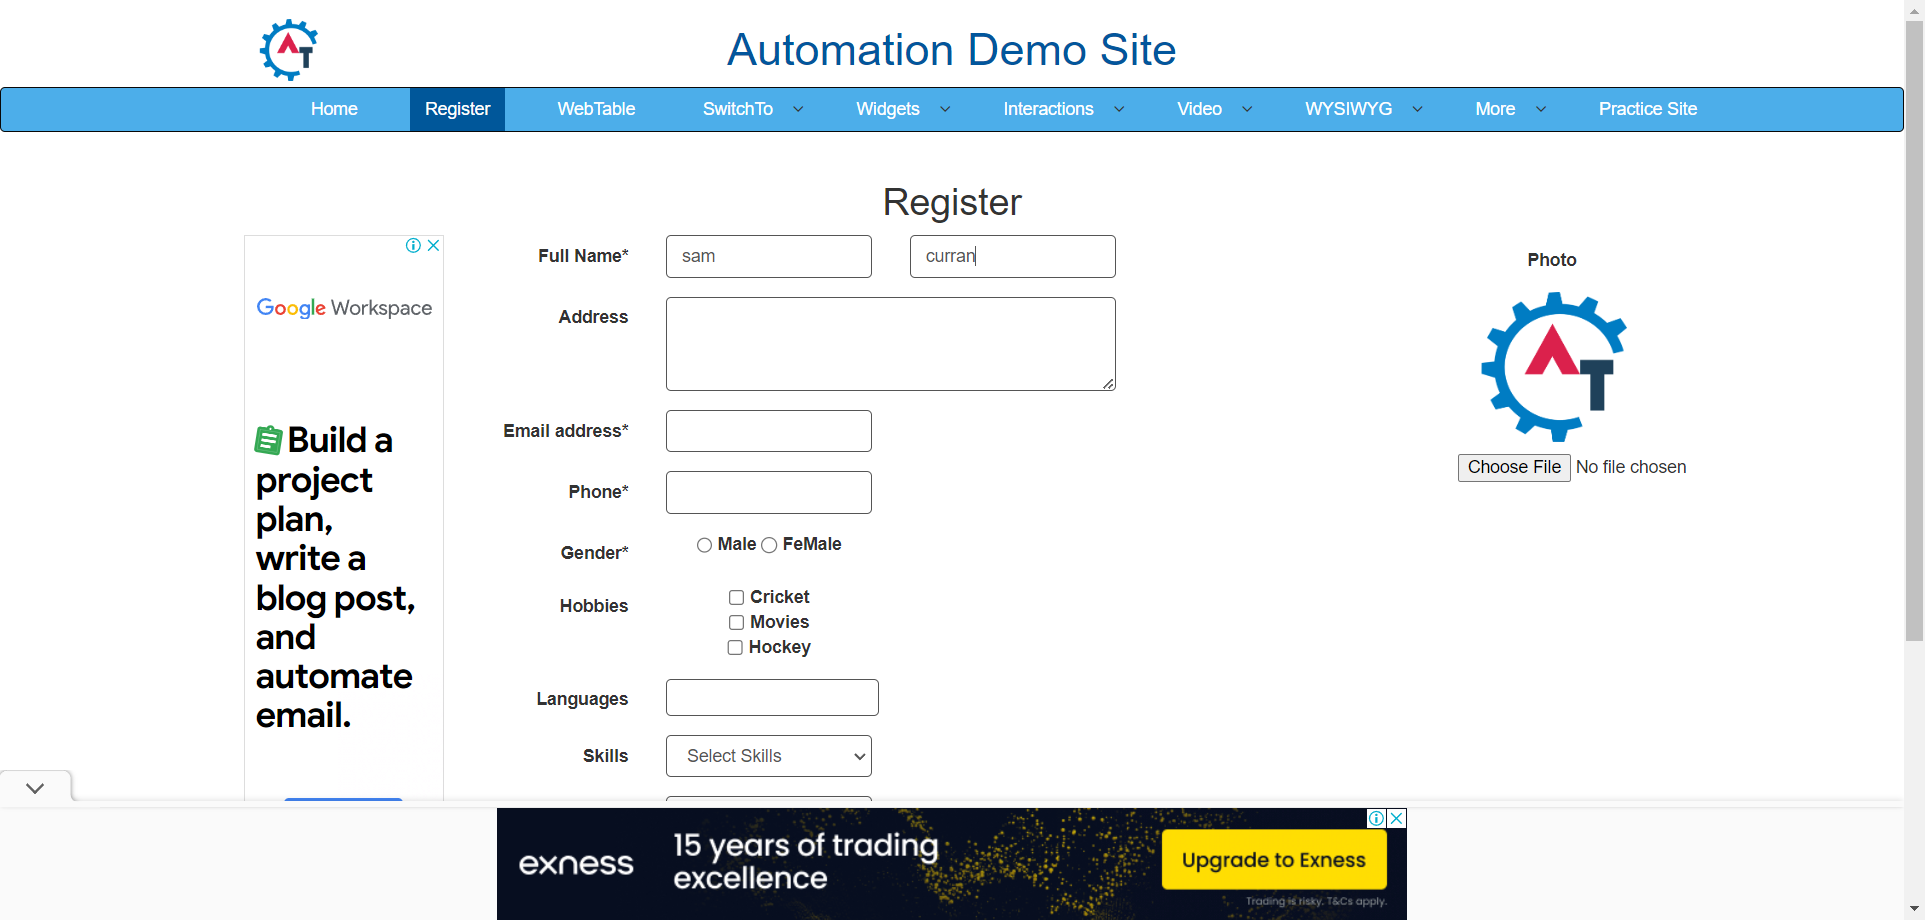 AT
Automation Demo Site
Home Register WebTable SwitchTo Widgets Interactions Video WYSIWYG More Practice Site
Register
Full Name* sam curran
Photo
Address
AT
Choose File No file chosen
Email address*
Phone*
Gender* Male FeMale
Hobbies
Cricket
Movies
Hockey
Languages
Skills Select Skills
Google Workspace
Build a
project
plan,
write a
blog post,
and
automate
email.
exness
15 years of trading
excellence
Upgrade to Exness
Trading is risky. T&Cs apply.